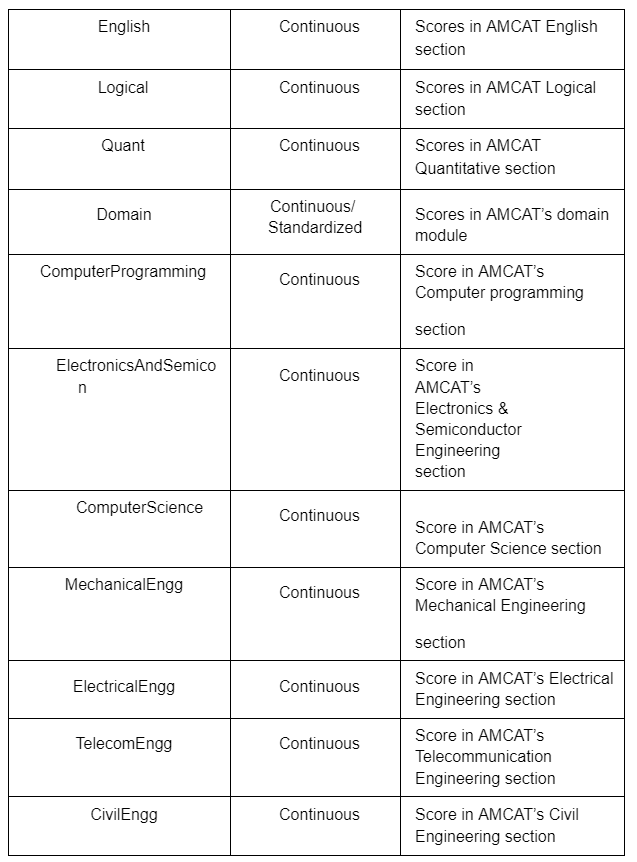 English
Continuous
Scores in AMCAT English
section
Logical
Continuous
Scores in AMCAT Logical
section
Quant
Continuous
Scores in AMCAT
Quantitative section
Domain
Continuous/
Standardized
Scores in AMCAT’s domain
module
ComputerProgramming
Continuous
Score in AMCAT’s
Computer programming
section
ElectronicsAndSemico
n
Continuous
Score in
AMCAT’s
Electronics &
Semiconductor
Engineering
section
ComputerScience
Continuous
Score in AMCAT’s
Computer Science section
MechanicalEngg
Continuous
Score in AMCAT’s
Mechanical Engineering
section
ElectricalEngg
Continuous
Score in AMCAT’s Electrical
Engineering section
TelecomEngg
Continuous
Score in AMCAT’s
Telecommunication
Engineering section
CivilEngg
Continuous
Score in AMCAT’s Civil
Engineering section